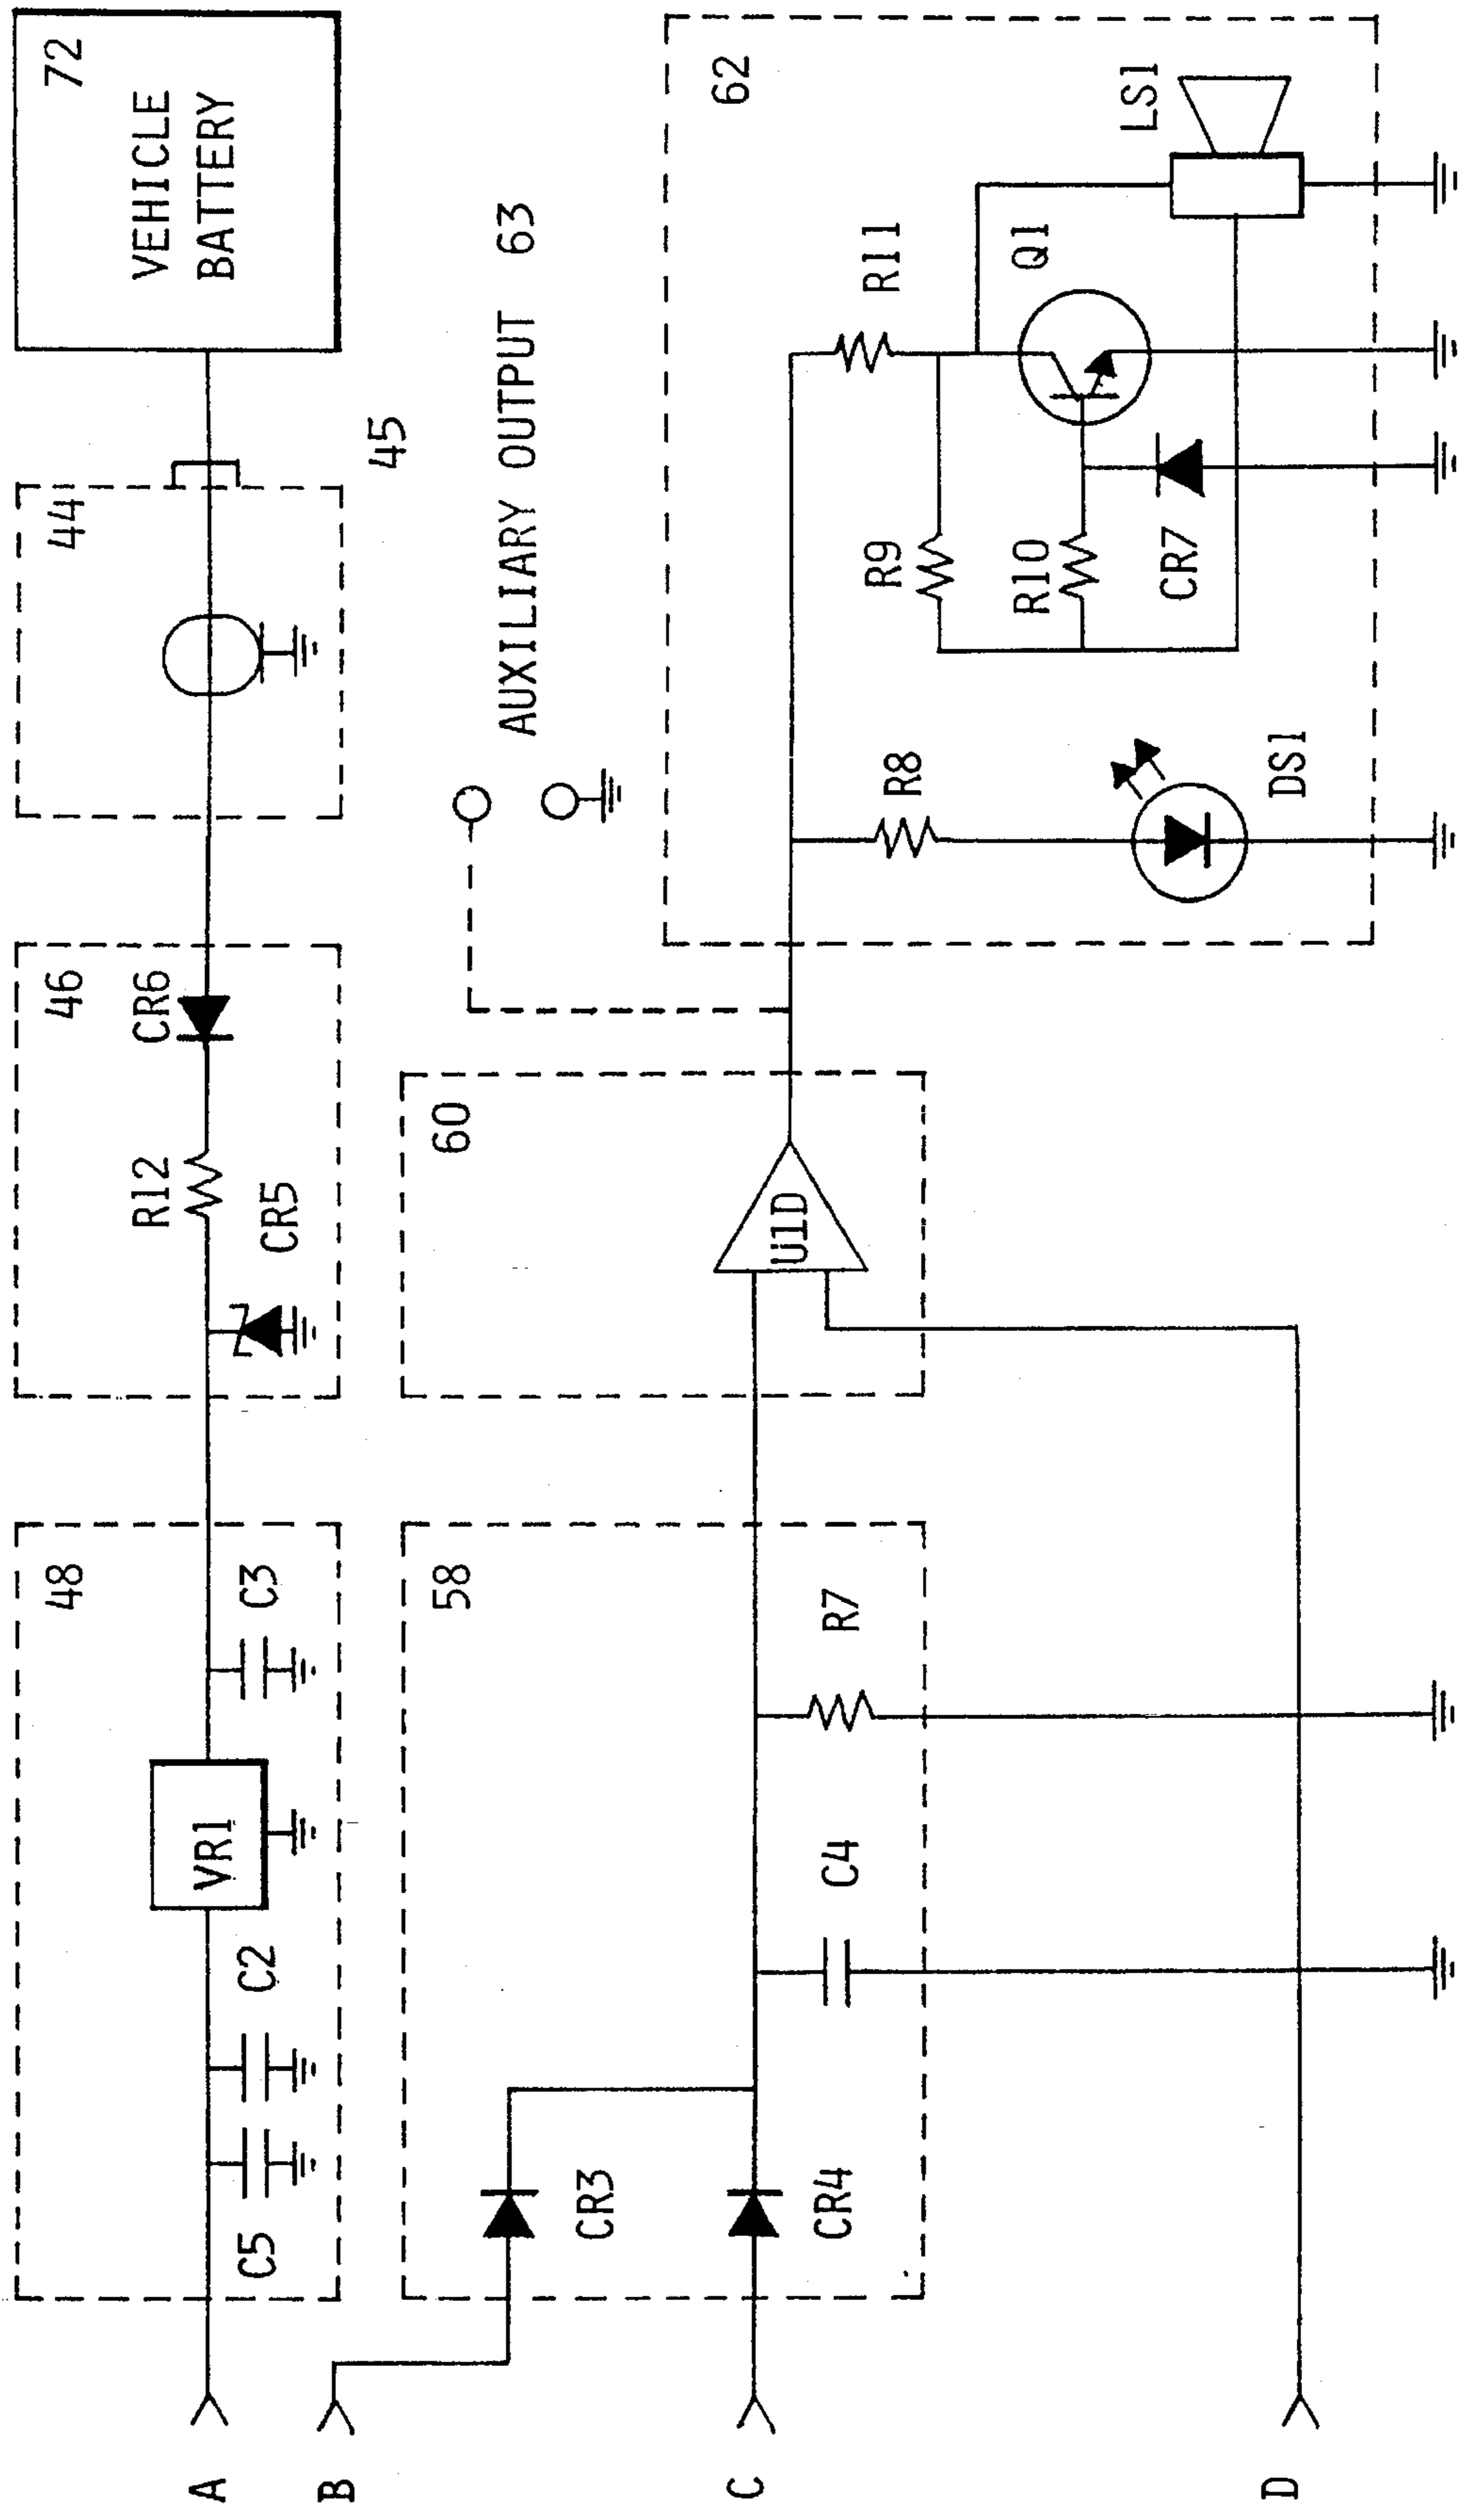 72
VEHICLE
BATTERY
45
44
46
CR6
R12
CR5
48
C3
VR1
C2
C5
A
AUXILIARY OUTPUT 63
B
58
CR3
CR4
C4
R7
C
60
U1D
62
R8
DS1
R9
R10
CR7
R11
Q1
LS1
D